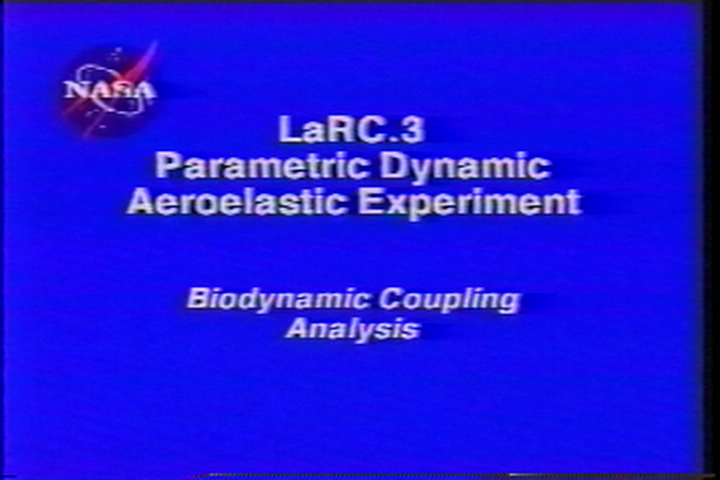 NASA
LaRC.3
Parametric Dynamic
Aeroelastic Experiment
Biodynamic Coupling
Analysis